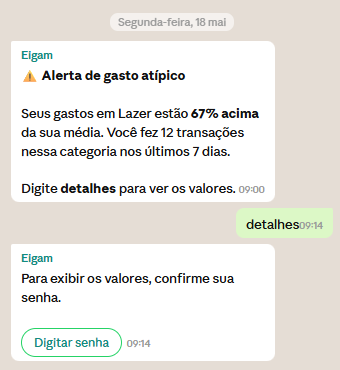 Segunda-feira, 18 mai
Eigam
⚠️ Alerta de gasto atípico
Seus gastos em Lazer estão 67% acima
da sua média. Você fez 12 transações
nessa categoria nos últimos 7 dias.
Digite detalhes para ver os valores. 09:00
detalhes 09:14
Eigam
Para exibir os valores, confirme sua
senha.
Digitar senha 09:14